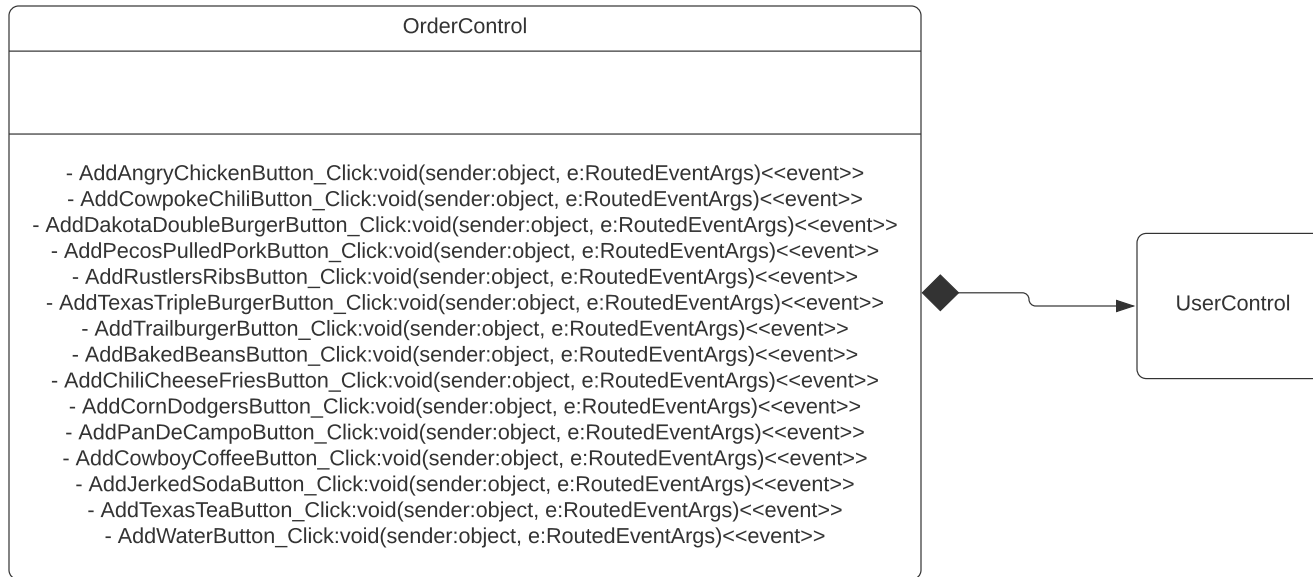 OrderControl
- AddAngryChickenButton_Click:void(sender:object, e:RoutedEventArgs)<<event>>
- AddCowpokeChiliButton_Click:void(sender:object, e:RoutedEventArgs)<<event>>
- AddDakotaDoubleBurgerButton_Click:void(sender:object, e:RoutedEventArgs)<<event>>
- AddPecosPulledPorkButton_Click:void(sender:object, e:RoutedEventArgs)<<event>>
- AddRustlersRibsButton_Click:void(sender:object, e:RoutedEventArgs)<<event>>
- AddTexasTripleBurgerButton_Click:void(sender:object, e:RoutedEventArgs)<<event>>
- AddTrailburgerButton_Click:void(sender:object, e:RoutedEventArgs)<<event>>
- AddBakedBeansButton_Click:void(sender:object, e:RoutedEventArgs)<<event>>
- AddChiliCheeseFriesButton_Click:void(sender:object, e:RoutedEventArgs)<<event>>
- AddCornDodgersButton_Click:void(sender:object, e:RoutedEventArgs)<<event>>
- AddPanDeCampoButton_Click:void(sender:object, e:RoutedEventArgs)<<event>>
- AddCowboyCoffeeButton_Click:void(sender:object, e:RoutedEventArgs)<<event>>
- AddJerkedSodaButton_Click:void(sender:object, e:RoutedEventArgs)<<event>>
- AddTexasTeaButton_Click:void(sender:object, e:RoutedEventArgs)<<event>>
- AddWaterButton_Click:void(sender:object, e:RoutedEventArgs)<<event>>
UserControl